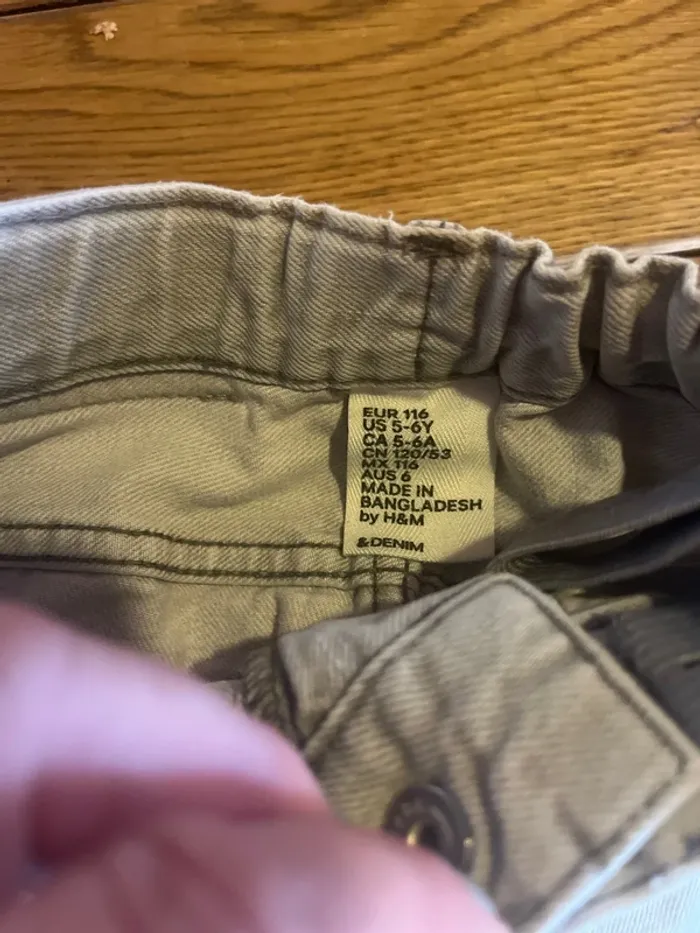 EUR 116
US 5-6Y
CA 5-6A
CN 120/53
MX 116
AUS 6
MADE IN
BANGLADESH
by H&M
&DENIM